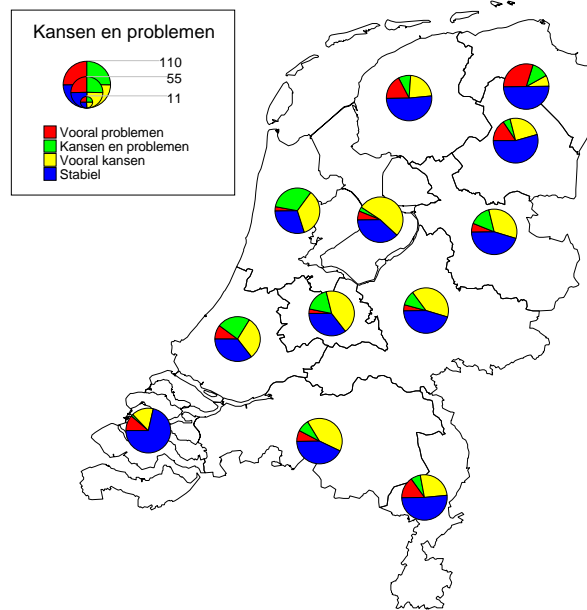 Kansen en problemen
110
55
11
Vooral problemen
Kansen en problemen
Vooral kansen
Stabiel